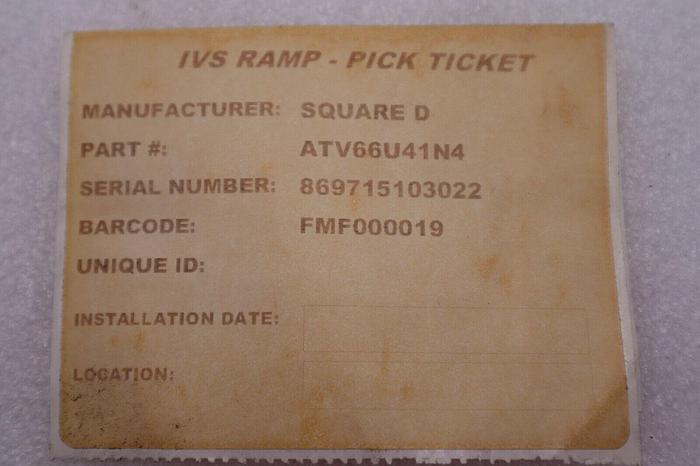 IVS RAMP - PICK TICKET
MANUFACTURER: SQUARE D
PART #: ATV66U41N4
SERIAL NUMBER: 869715103022
BARCODE: FMF000019
UNIQUE ID:
INSTALLATION DATE:
LOCATION: